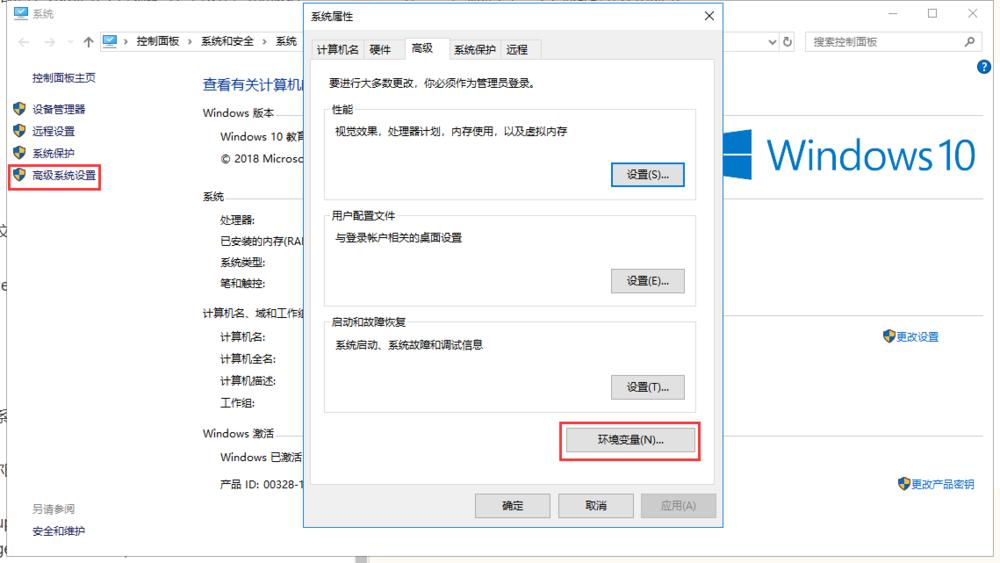 系统
控制面板 > 系统和安全 > 系统
搜索控制面板
控制面板主页
设备管理器
远程设置
系统保护
高级系统设置
另请参阅
安全和维护
查看有关计算机
Windows 版本
Windows 10 教育
© 2018 Microso
系统
处理器:
已安装的内存(RA
系统类型:
笔和触控:
计算机名、域和工作组
计算机名:
计算机全名:
计算机描述:
工作组:
Windows 激活
Windows 已激活
产品 ID: 00328-1
系统属性
计算机名 硬件 高级 系统保护 远程
要进行大多数更改，你必须作为管理员登录。
性能
视觉效果，处理器计划，内存使用，以及虚拟内存
设置(S)...
用户配置文件
与登录帐户相关的桌面设置
设置(E)...
启动和故障恢复
系统启动、系统故障和调试信息
设置(T)...
环境变量(N)...
确定 取消 应用(A)
Windows 10
更改设置
更改产品密钥